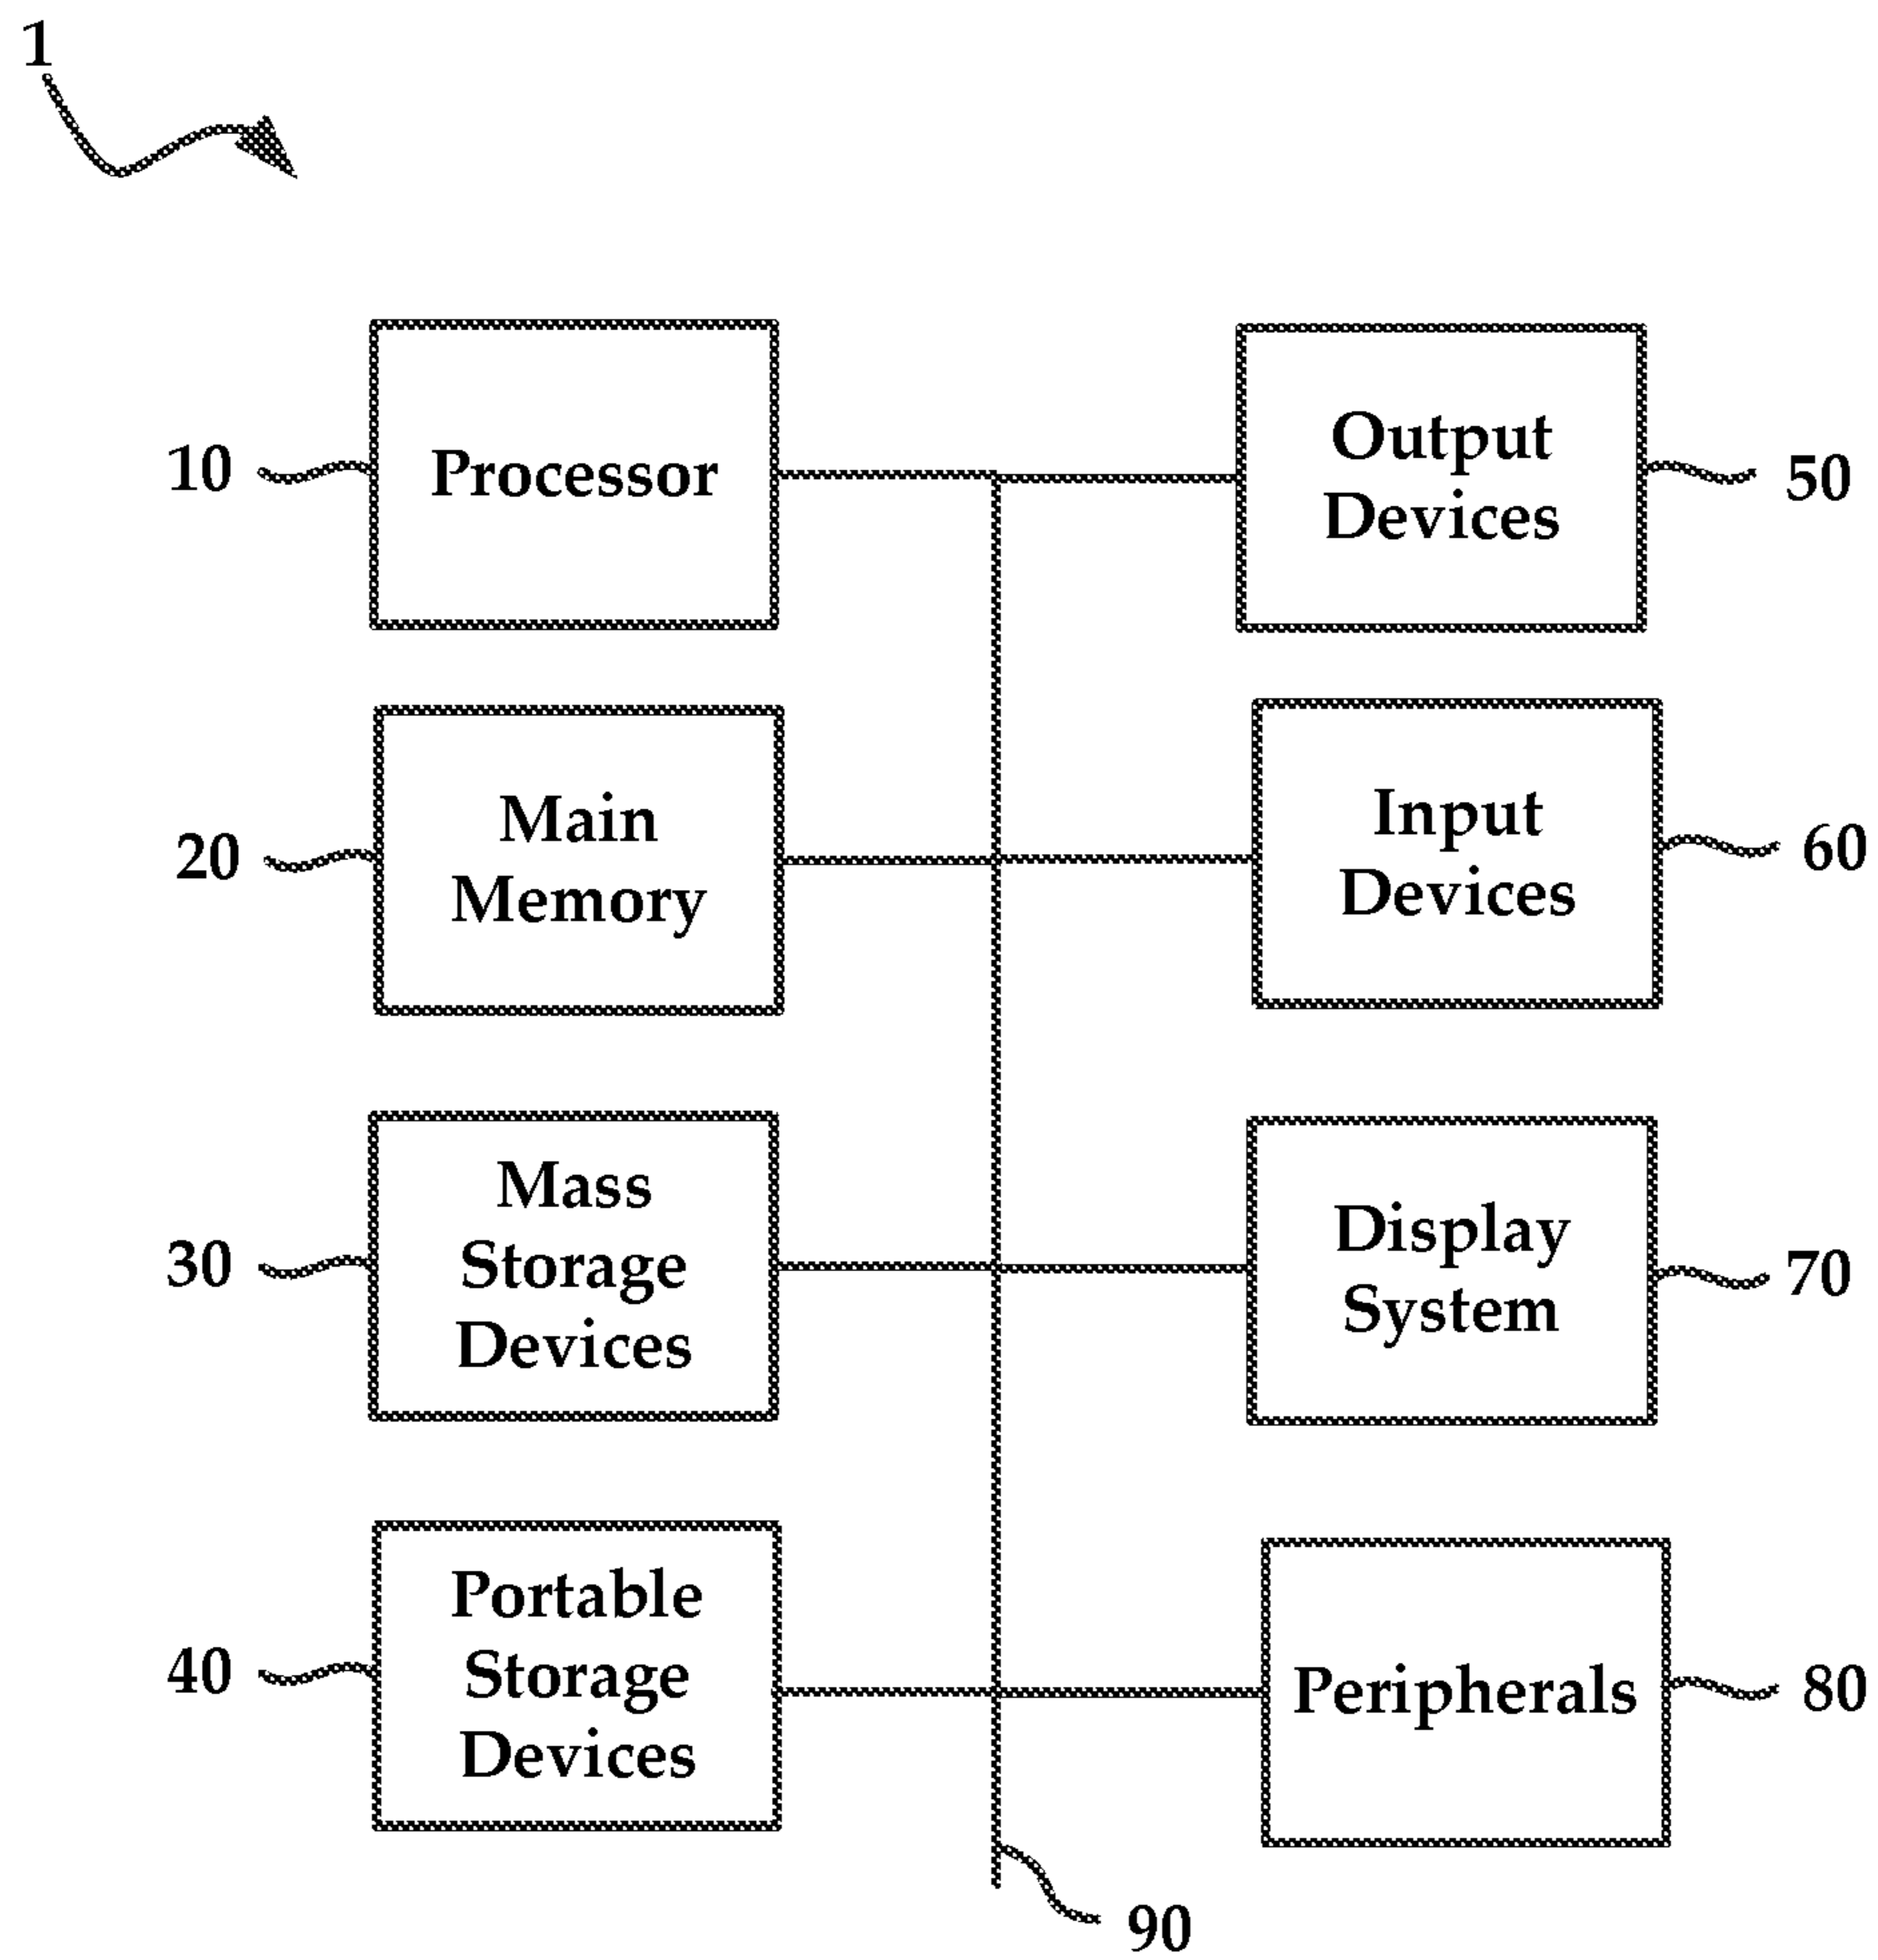 1
10
Processor
Output
Devices
50
20
Main
Memory
Input
Devices
60
30
Mass
Storage
Devices
Display
System
70
40
Portable
Storage
Devices
Peripherals
80
90